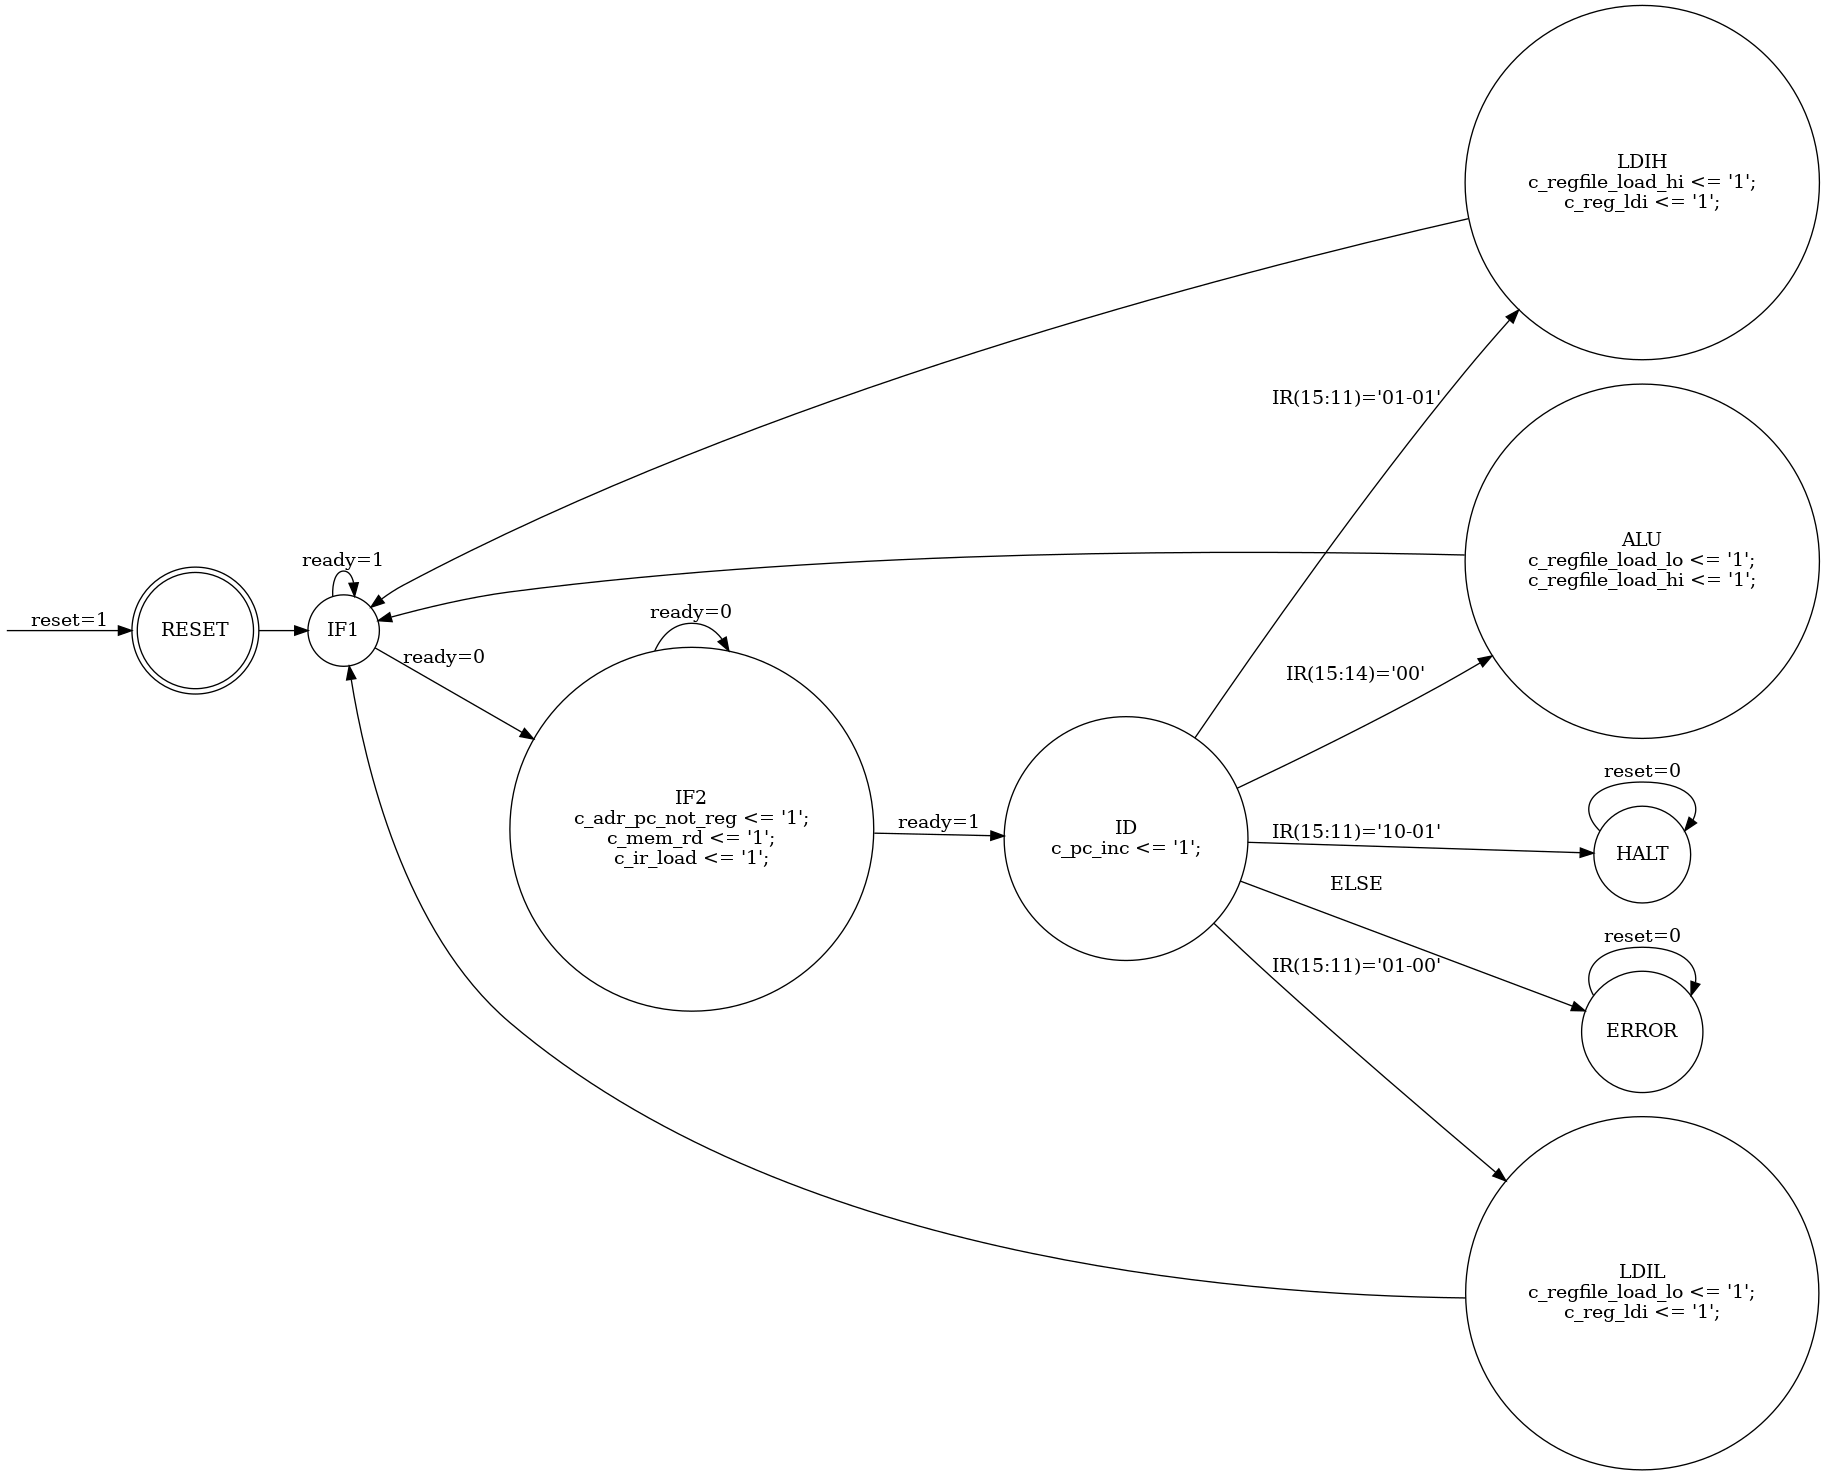 LDIH
c_regfile_load_hi <= '1';
c_reg_ldi <= '1';
IR(15:11)='01-01'
ALU
c_regfile_load_lo <= '1';
c_regfile_load_hi <= '1';
ready=1
reset=1
RESET
IF1
ready=0
ready=0
IR(15:14)='00'
reset=0
IF2
c_adr_pc_not_reg <= '1';
c_mem_rd <= '1';
c_ir_load <= '1';
ready=1
ID
c_pc_inc <= '1';
IR(15:11)='10-01'
HALT
ELSE
reset=0
IR(15:11)='01-00'
ERROR
LDIL
c_regfile_load_lo <= '1';
c_reg_ldi <= '1';